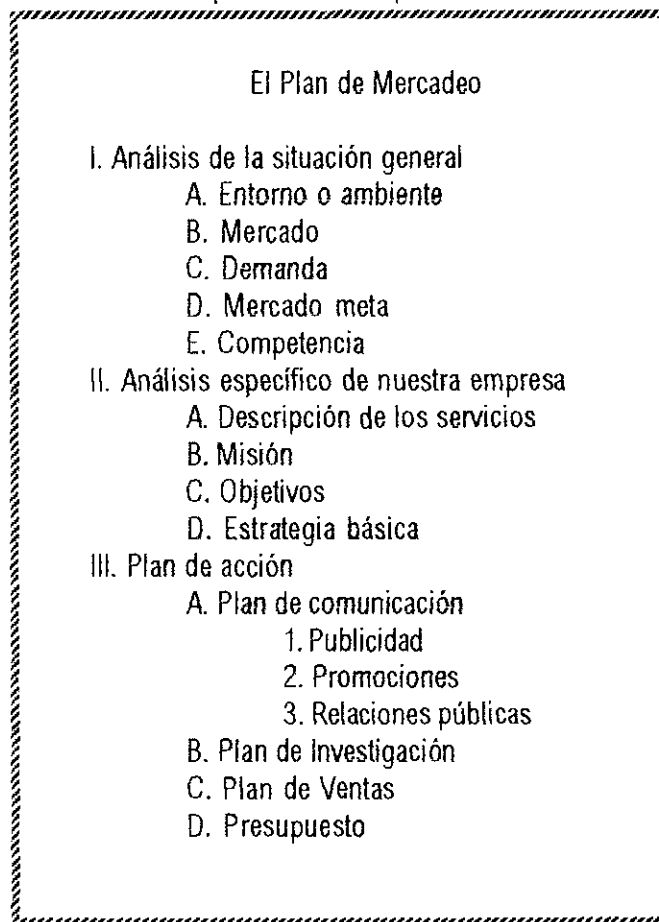 El Plan de Mercadeo
I. Análisis de la situación general
A. Entorno o ambiente
B. Mercado
C. Demanda
D. Mercado meta
E. Competencia
II. Análisis específico de nuestra empresa
A. Descripción de los servicios
B. Misión
C. Objetivos
D. Estrategia básica
III. Plan de acción
A. Plan de comunicación
1. Publicidad
2. Promociones
3. Relaciones públicas
B. Plan de Investigación
C. Plan de Ventas
D. Presupuesto